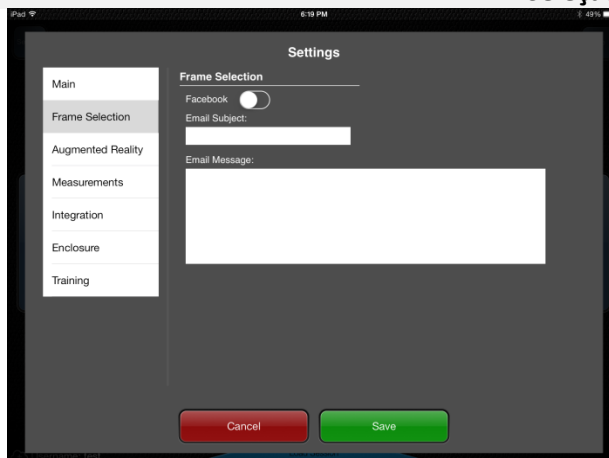 iPad
6:19 PM
49%
Settings
Main
Frame Selection
Augmented Reality
Measurements
Integration
Enclosure
Training
Frame Selection
Facebook
Email Subject:
Email Message:
Cancel
Save